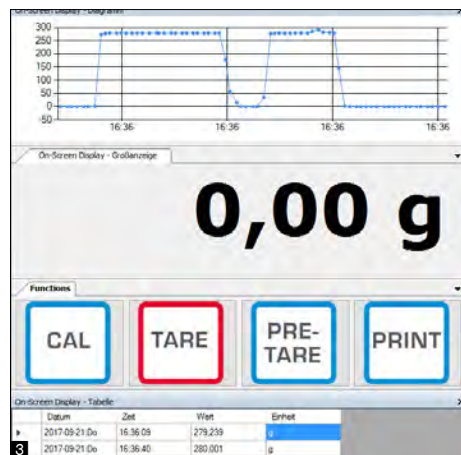 On-Screen Display - Diagramm
300
250
200
150
100
50
0
-50
16:36 16:36 16:36 16:36
On-Screen Display - Großanzeige
0,00 g
Functions
CAL TARE PRE-TARE PRINT
On-Screen Display - Tabelle
Datum Zeit Wert Einheit
2017-09-21;Do 16:36:09 279,239 g
3 2017-09-21;Do 16:36:40 280,001 g